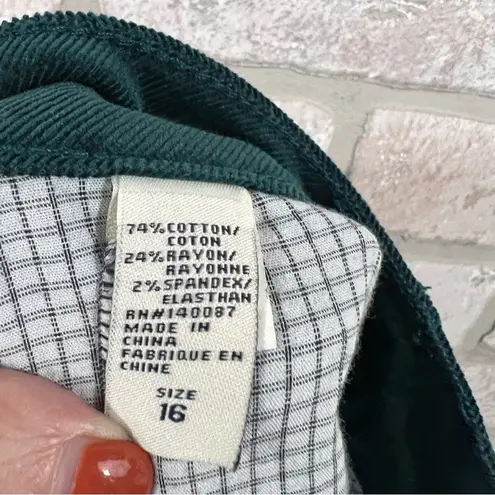 74%COTTON/
COTON
24%RAYON/
RAYONNE
2%SPANDEX/
ELASTHAN
RN#140087
MADE IN
CHINA
FABRIQUE EN
CHINE
SIZE
16